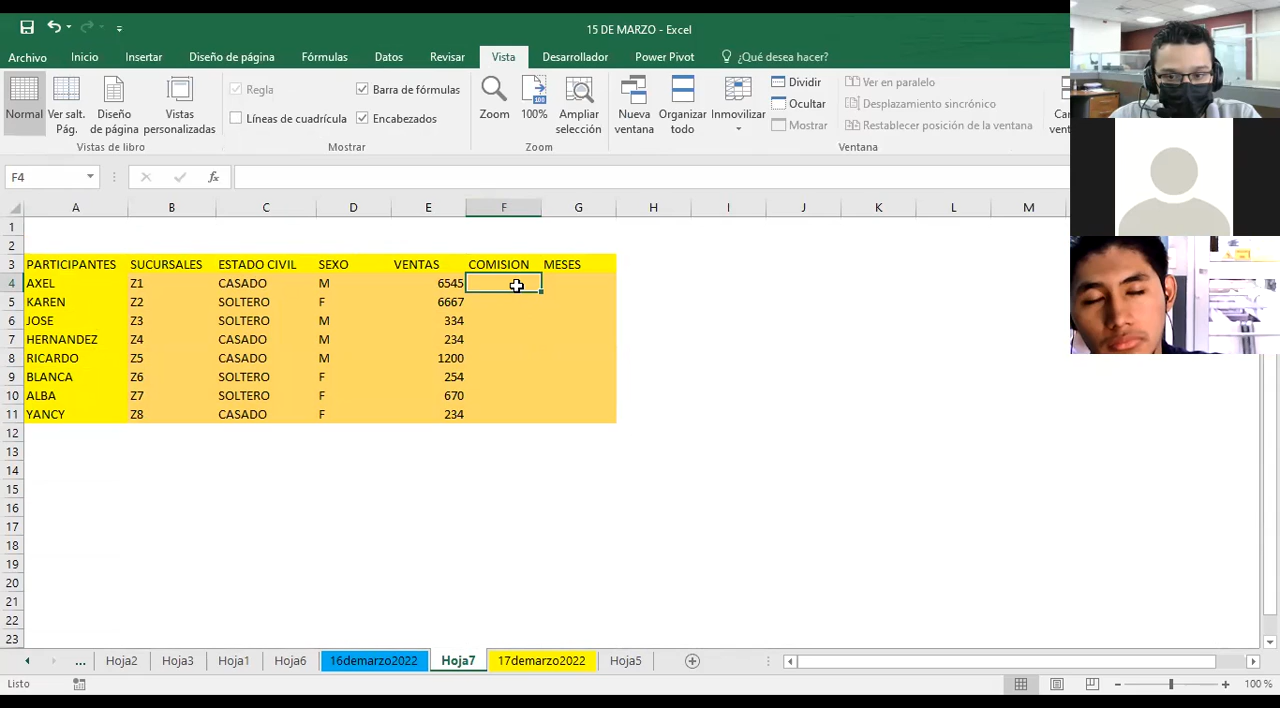 15 DE MARZO - Excel
Archivo Inicio Insertar Diseño de página Fórmulas Datos Revisar Vista Desarrollador Power Pivot ¿Qué desea hacer?
Normal
Ver salt. Pág.
Diseño de página
Vistas personalizadas
Vistas de libro
Regla
Barra de fórmulas
Líneas de cuadrícula
Encabezados
Mostrar
Zoom
100
100%
Ampliar selección
Zoom
Nueva ventana
Organizar todo
Inmovilizar
Dividir
Ocultar
Mostrar
Ver en paralelo
Desplazamiento sincrónico
Restablecer posición de la ventana
Ventana
F4 fx
A B C D E F G H I J K L M
1
2
3 PARTICIPANTES SUCURSALES ESTADO CIVIL SEXO VENTAS COMISION MESES
4 AXEL Z1 CASADO M 6545
5 KAREN Z2 SOLTERO F 6667
6 JOSE Z3 SOLTERO M 334
7 HERNANDEZ Z4 CASADO M 234
8 RICARDO Z5 CASADO M 1200
9 BLANCA Z6 SOLTERO F 254
10 ALBA Z7 SOLTERO F 670
11 YANCY Z8 CASADO F 234
12
13
14
15
16
17
18
19
20
21
22
23
... Hoja2 Hoja3 Hoja1 Hoja6 16demarzo2022 Hoja7 17demarzo2022 Hoja5
Listo 100 %